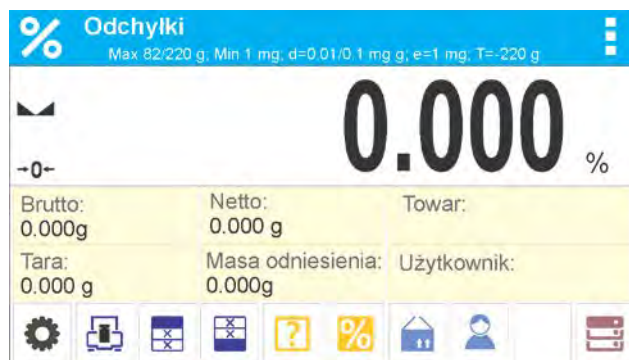 % Odchyłki
Max 82/220 g; Min 1 mg; d=0.01/0.1 mg g; e=1 mg; T=-220 g
0.000 %
→0←
Brutto: Netto: Towar:
0.000g 0.000 g
Tara: Masa odniesienia: Użytkownik:
0.000 g 0.000g
? %